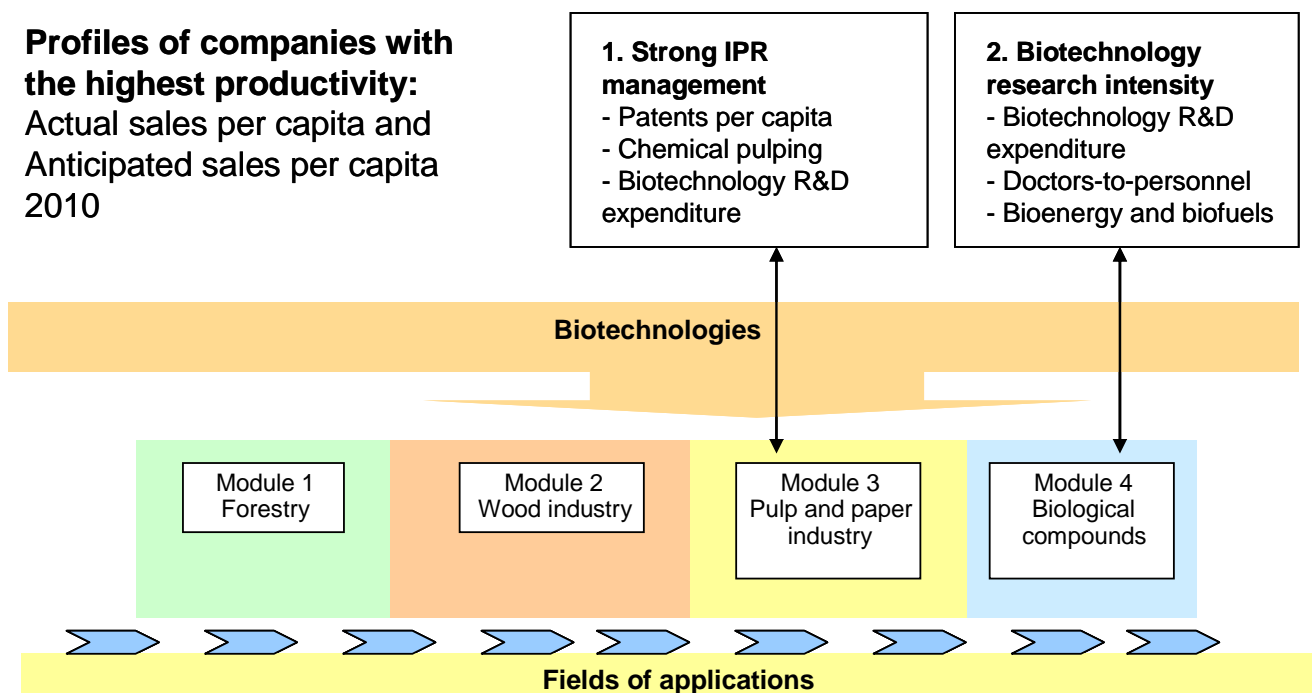 Profiles of companies with
the highest productivity:
Actual sales per capita and
Anticipated sales per capita
2010
1. Strong IPR
management
- Patents per capita
- Chemical pulping
- Biotechnology R&D
expenditure
2. Biotechnology
research intensity
- Biotechnology R&D
expenditure
- Doctors-to-personnel
- Bioenergy and biofuels
Biotechnologies
Module 1
Forestry
Module 2
Wood industry
Module 3
Pulp and paper
industry
Module 4
Biological
compounds
Fields of applications